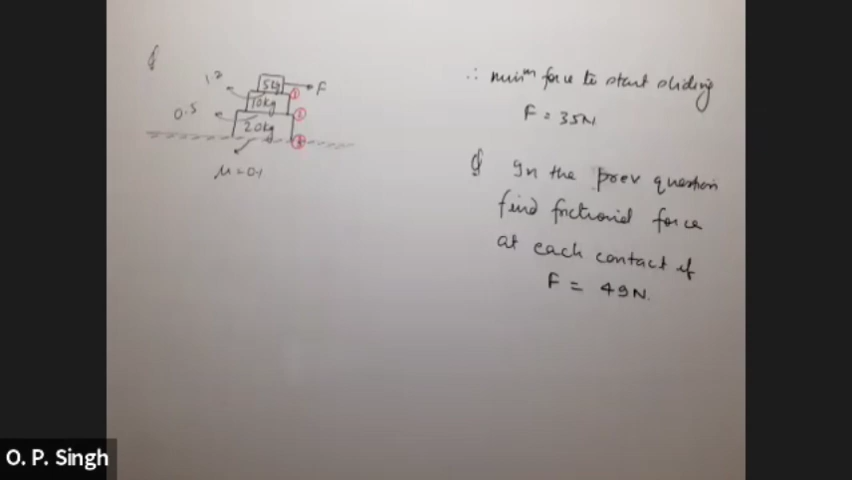 Q
5kg
F
1.2
10kg
0.5
20kg
μ = 0.1
∴ minᵐ force to start sliding
F = 35N
Q In the prev question
find frictional force
at each contact if
F = 49N.
O. P. Singh